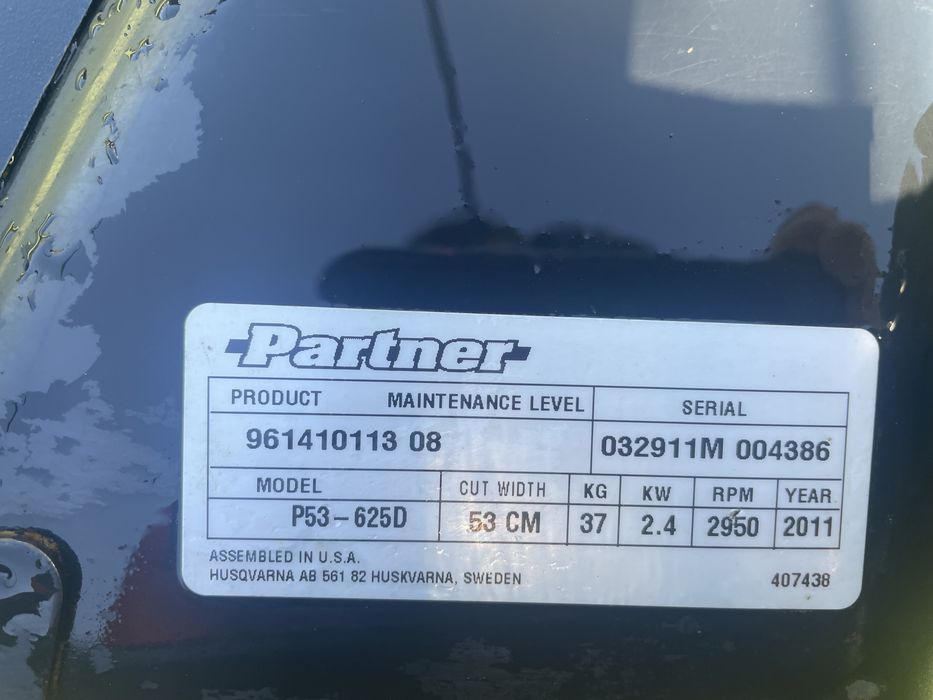 Partner
PRODUCT MAINTENANCE LEVEL SERIAL
961410113 08 032911M 004386
MODEL CUT WIDTH KG KW RPM YEAR
P53-625D 53 CM 37 2.4 2950 2011
ASSEMBLED IN U.S.A.
HUSQVARNA AB 561 82 HUSKVARNA, SWEDEN 407438